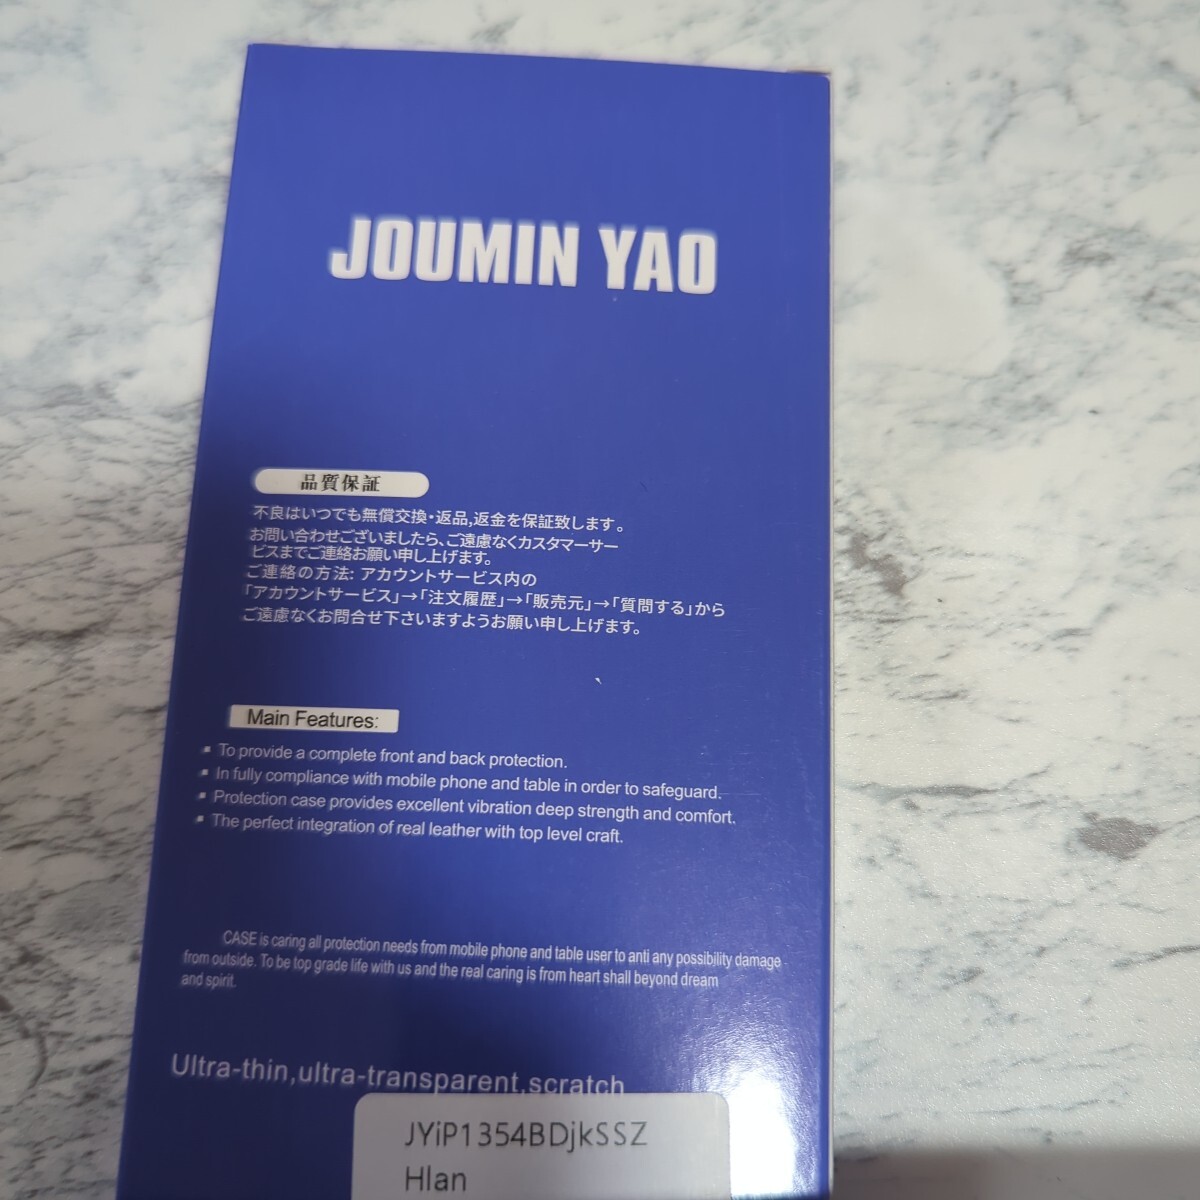 JOUMIN YAO
品質保証
不良はいつでも無償交換・返品,返金を保証致します。
お問い合わせございましたら、ご遠慮なくカスタマーサー
ビスまでご連絡お願い申し上げます。
ご連絡の方法: アカウントサービス内の
「アカウントサービス」→「注文履歴」→「販売元」→「質問する」から
ご遠慮なくお問合せ下さいますようお願い申し上げます。
Main Features:
▪ To provide a complete front and back protection.
▪ In fully compliance with mobile phone and table in order to safeguard.
▪ Protection case provides excellent vibration deep strength and comfort.
▪ The perfect integration of real leather with top level craft.
CASE is caring all protection needs from mobile phone and table user to anti any possibility damage
from outside. To be top grade life with us and the real caring is from heart shall beyond dream
and spirit.
Ultra-thin,ultra-transparent,scratch
JYiP1354BDjkSSZ
Hlan